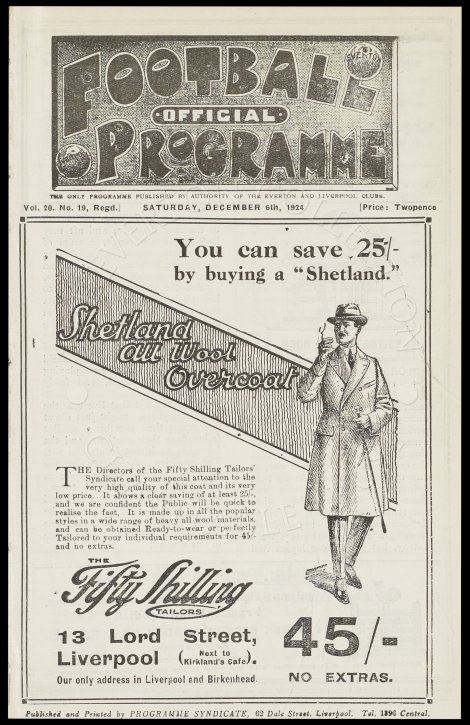 EVERTON
FOOTBALL
·OFFICIAL·
PROGRAMME
THE ONLY PROGRAMME PUBLISHED BY AUTHORITY OF THE EVERTON AND LIVERPOOL CLUBS.
Vol. 20. No. 19, Regd.| SATURDAY, DECEMBER 6th, 1924 |Price: Twopence
You can save 25/-
by buying a "Shetland."
Shetland
all Wool
Overcoat
THE Directors of the Fifty Shilling Tailors'
Syndicate call your special attention to the
very high quality of this coat and its very
low price. It shows a clear saving of at least 25/-,
and we are confident the Public will be quick to
realise the fact. It is made up in all the popular
styles in a wide range of heavy all wool materials,
and can be obtained Ready-to-wear or perfectly
Tailored to your individual requirements for 45/-
and no extras.
THE
Fifty Shilling
TAILORS
13 Lord Street,
Liverpool (Next to Kirkland's Cafe).
Our only address in Liverpool end Birkenhead.
45/-
NO EXTRAS.
Published and Printed by PROGRAMME SYNDICATE, 62 Dale Street, Liverpool. Tel. 1896 Central.